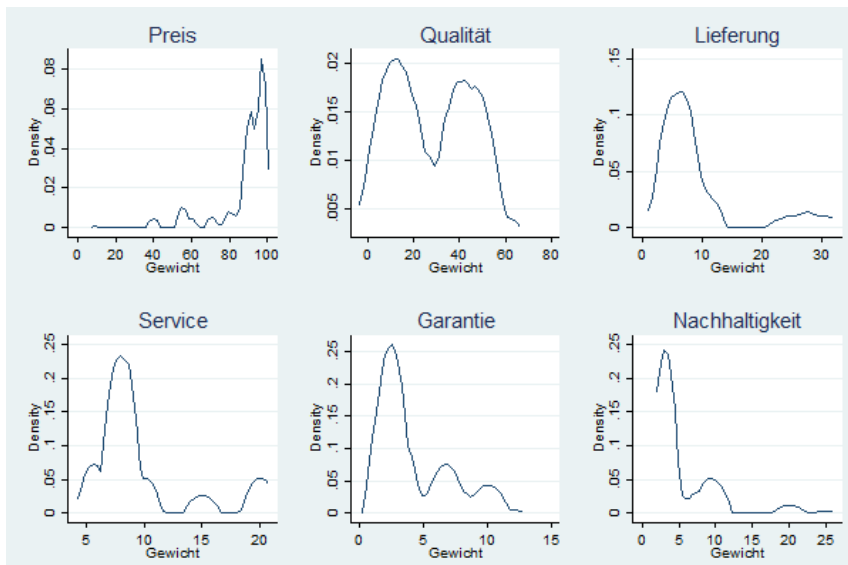 Preis
Density
0 .02 .04 .06 .08
0 20 40 60 80 100
Gewicht
Qualität
Density
.005 .01 .015 .02
0 20 40 60 80
Gewicht
Lieferung
Density
0 .05 .1 .15
0 10 20 30
Gewicht
Service
Density
0 .05 .1 .15 .2 .25
5 10 15 20
Gewicht
Garantie
Density
0 .05 .1 .15 .2 .25
0 5 10 15
Gewicht
Nachhaltigkeit
Density
0 .05 .1 .15 .2 .25
0 5 10 15 20 25
Gewicht